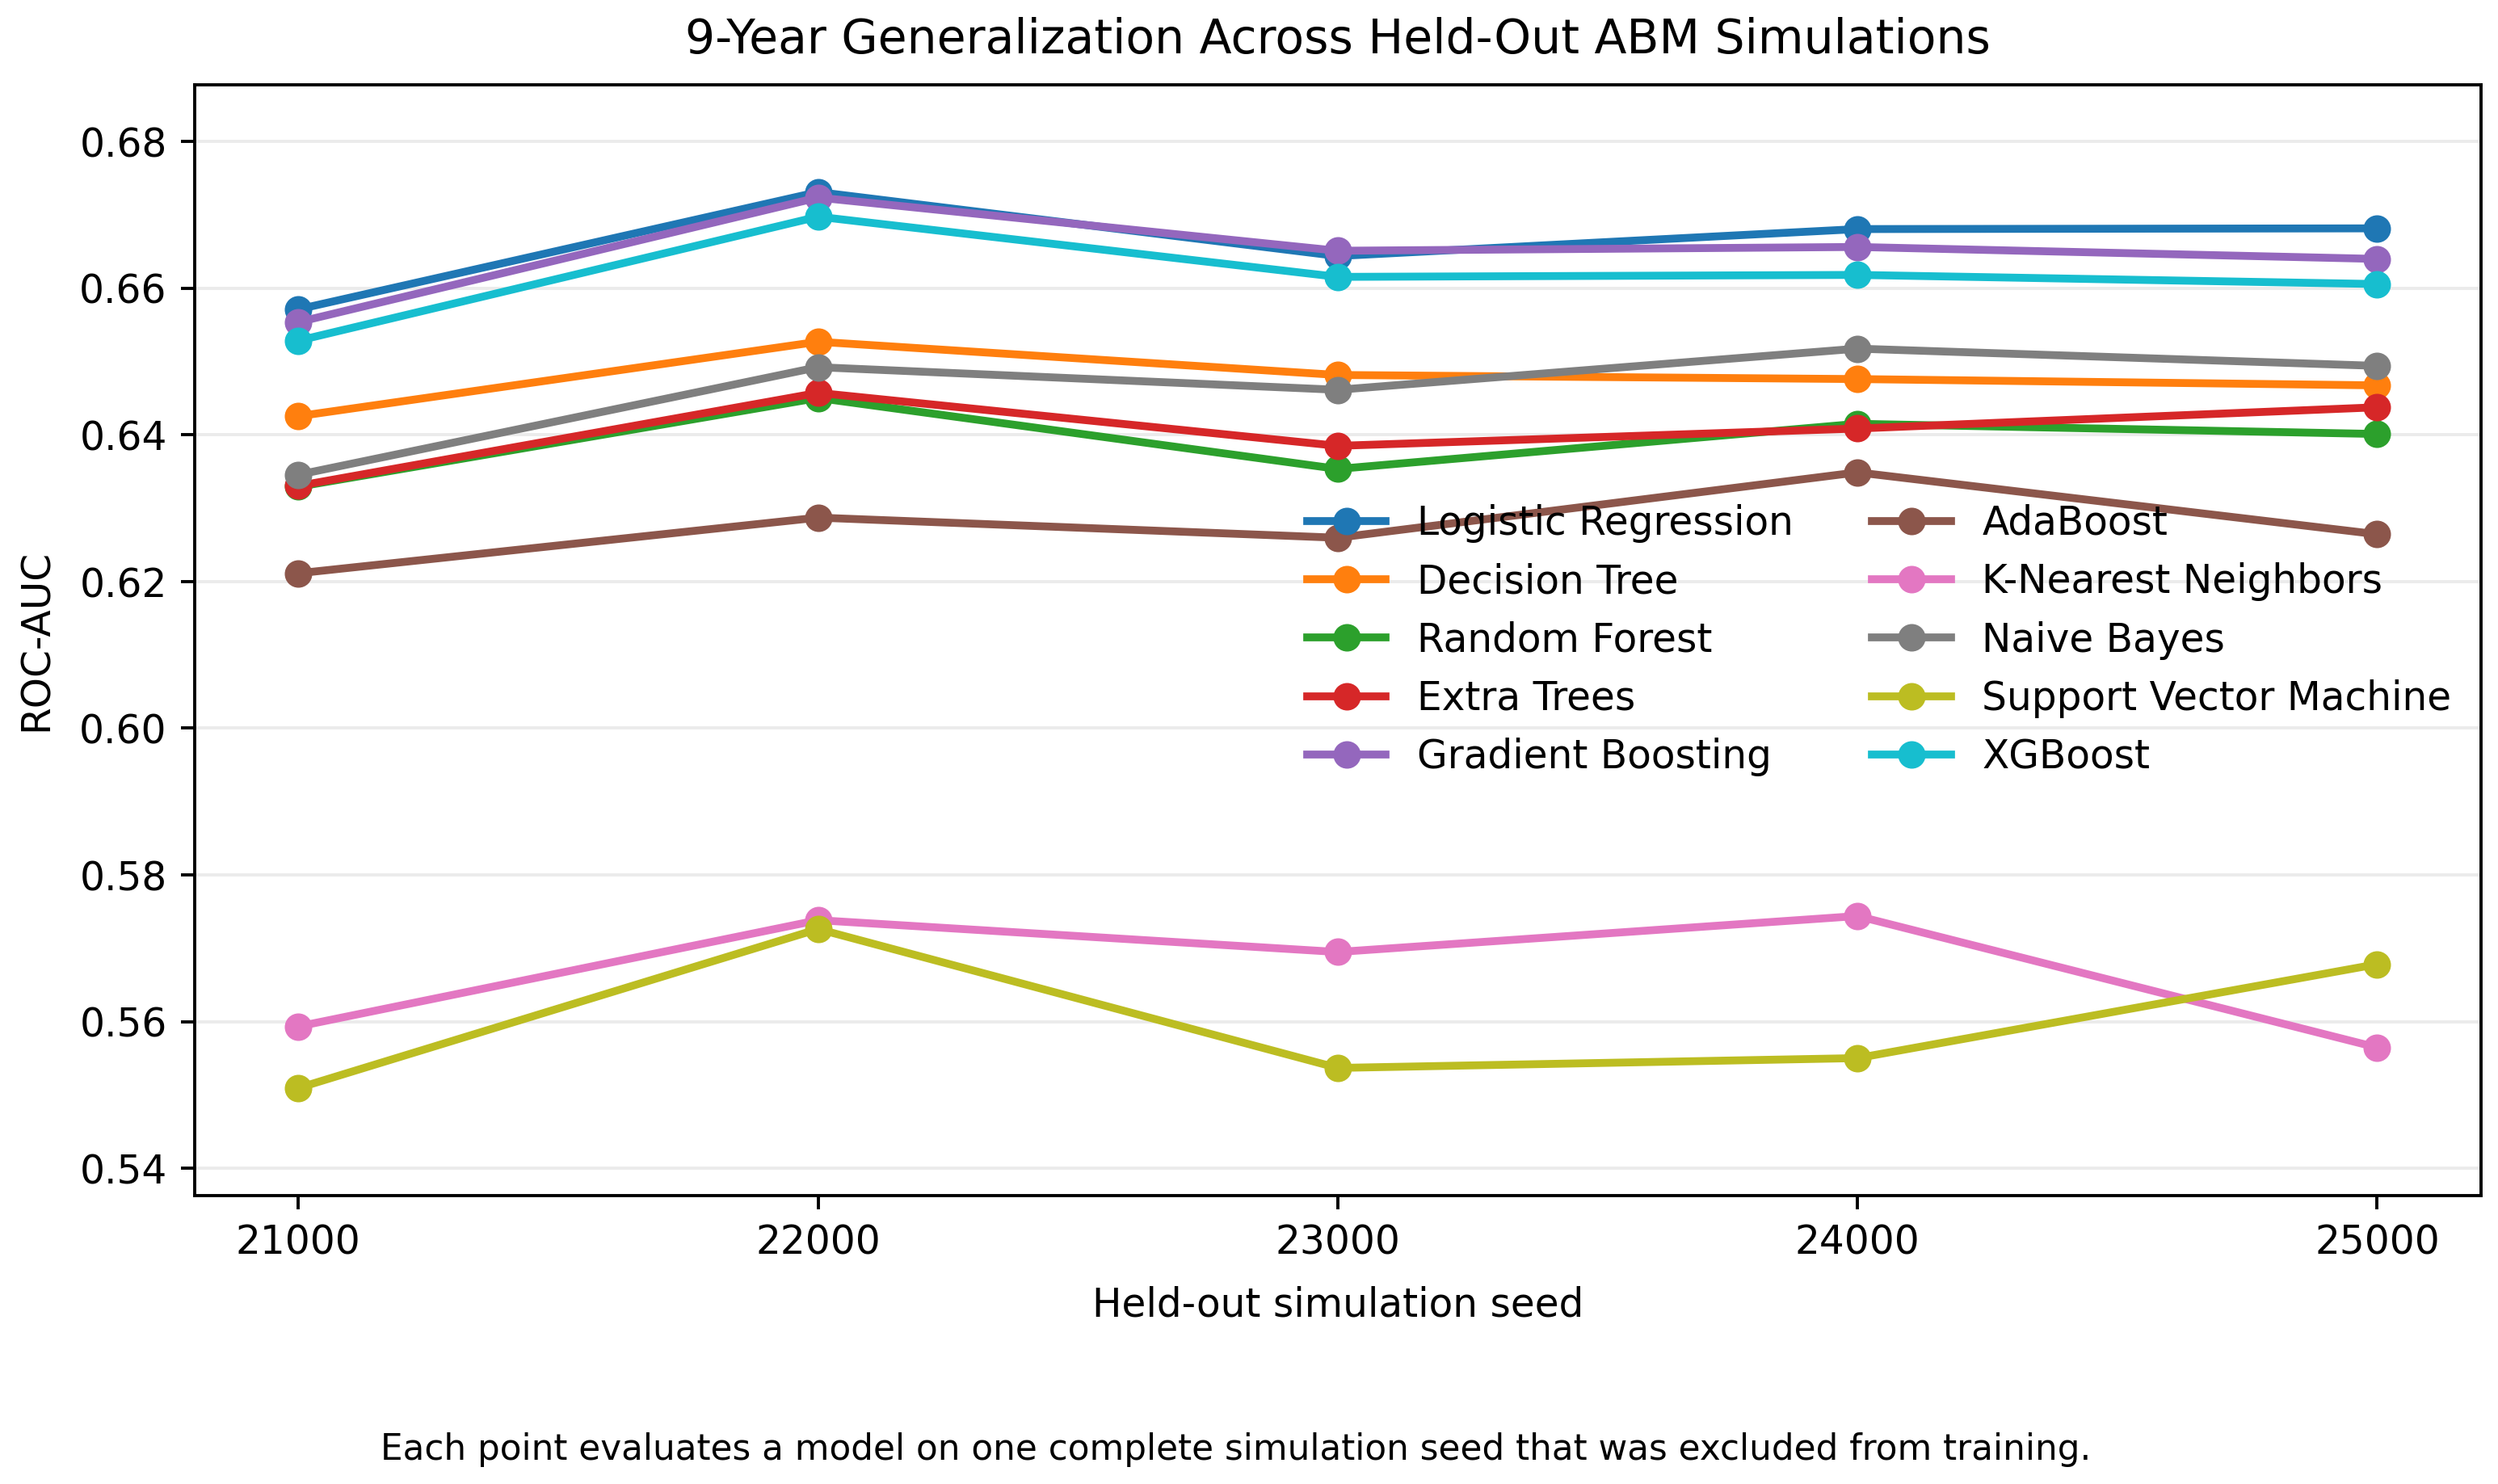 9-Year Generalization Across Held-Out ABM Simulations
0.68
0.66
0.64
0.62
0.60
0.58
0.56
0.54
ROC-AUC
Logistic Regression
Decision Tree
Random Forest
Extra Trees
Gradient Boosting
AdaBoost
K-Nearest Neighbors
Naive Bayes
Support Vector Machine
XGBoost
21000 22000 23000 24000 25000
Held-out simulation seed
Each point evaluates a model on one complete simulation seed that was excluded from training.